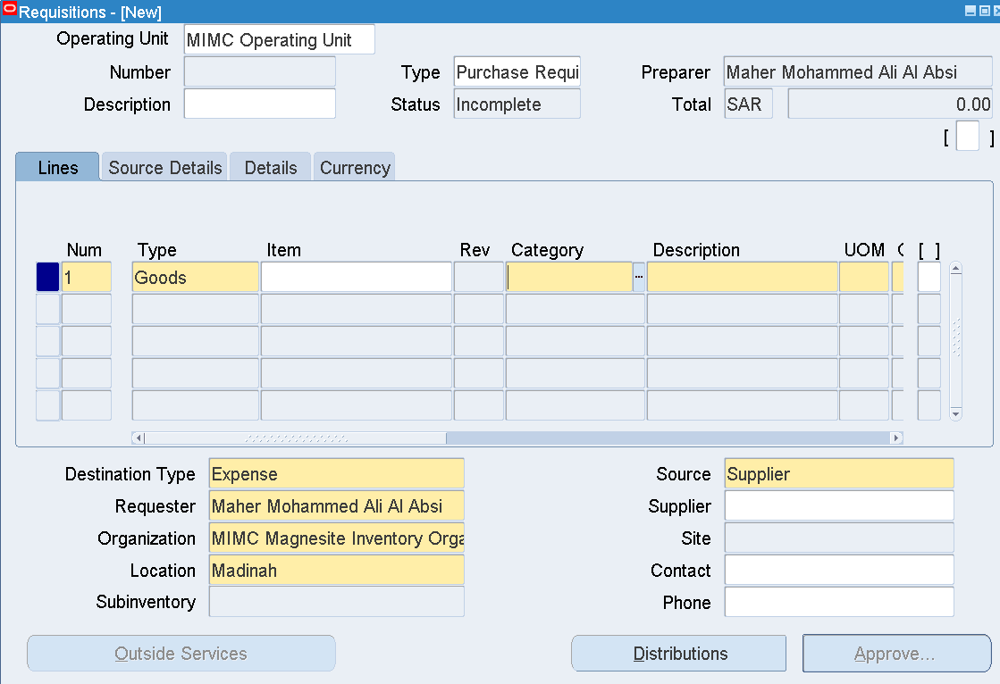 Requisitions - [New]
Operating Unit MIMC Operating Unit
Number Type Purchase Requi Preparer Maher Mohammed Ali Al Absi
Description Status Incomplete Total SAR 0.00
[ ]
Lines Source Details Details Currency
Num Type Item Rev Category Description UOM [ ]
1 Goods ...
Destination Type Expense Source Supplier
Requester Maher Mohammed Ali Al Absi Supplier
Organization MIMC Magnesite Inventory Orga Site
Location Madinah Contact
Subinventory Phone
Outside Services Distributions Approve...